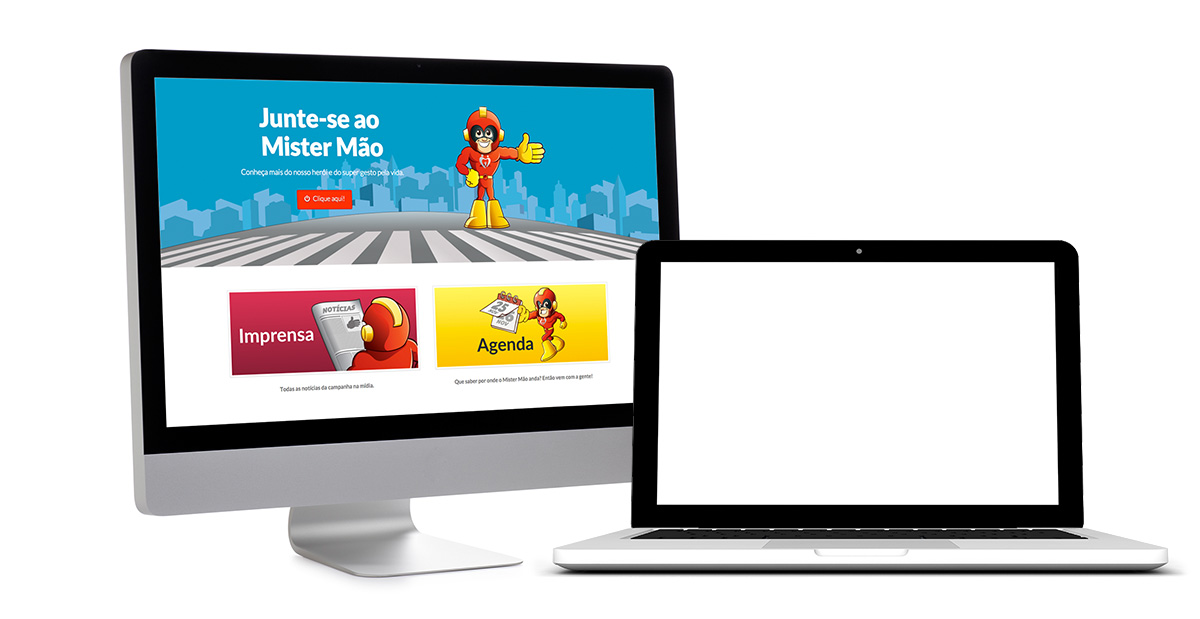 Junte-se ao
Mister Mão
Conheça mais do nosso herói e do super gesto pela vida.
Clique aqui!
NOTÍCIAS
Imprensa
25
NOV
Agenda
Todas as notícias da campanha na mídia.
Que saber por onde o Mister Mão anda? Então vem com a gente!